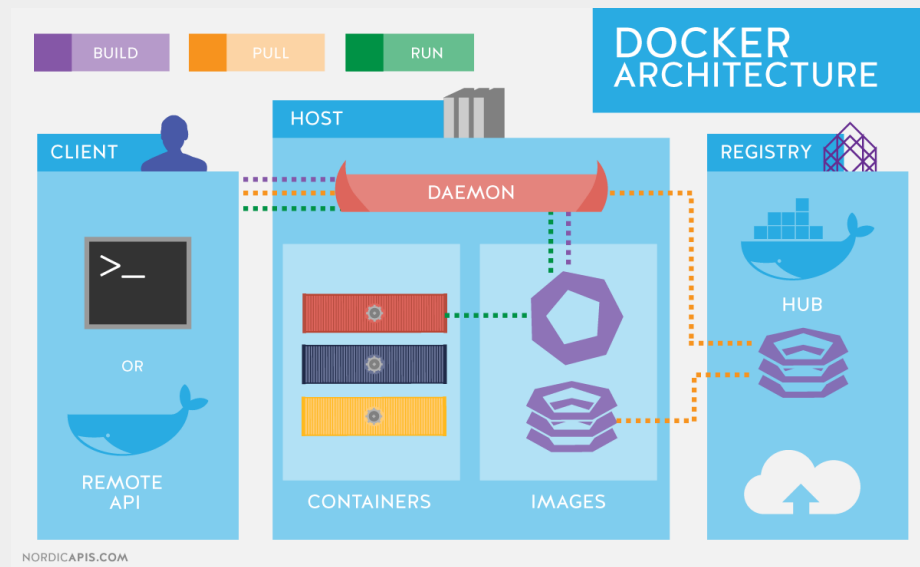 BUILD
PULL
RUN
DOCKER
ARCHITECTURE
HOST
CLIENT
REGISTRY
DAEMON
>_
OR
HUB
REMOTE
API
CONTAINERS
IMAGES
NORDICAPIS.COM